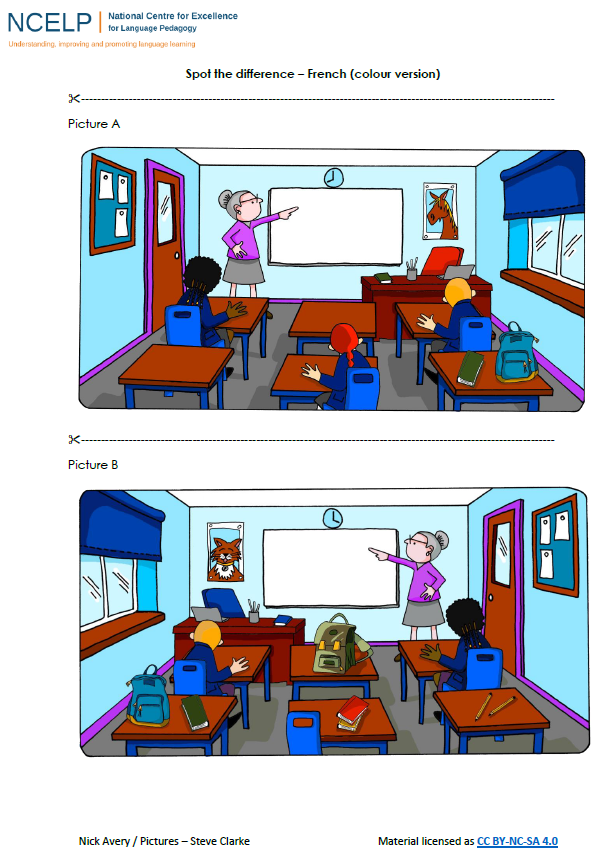 NCELP | National Centre for Excellence
for Language Pedagogy
Understanding, improving and promoting language learning
Spot the difference – French (colour version)
Picture A
Picture B
Nick Avery / Pictures – Steve Clarke Material licensed as CC BY-NC-SA 4.0